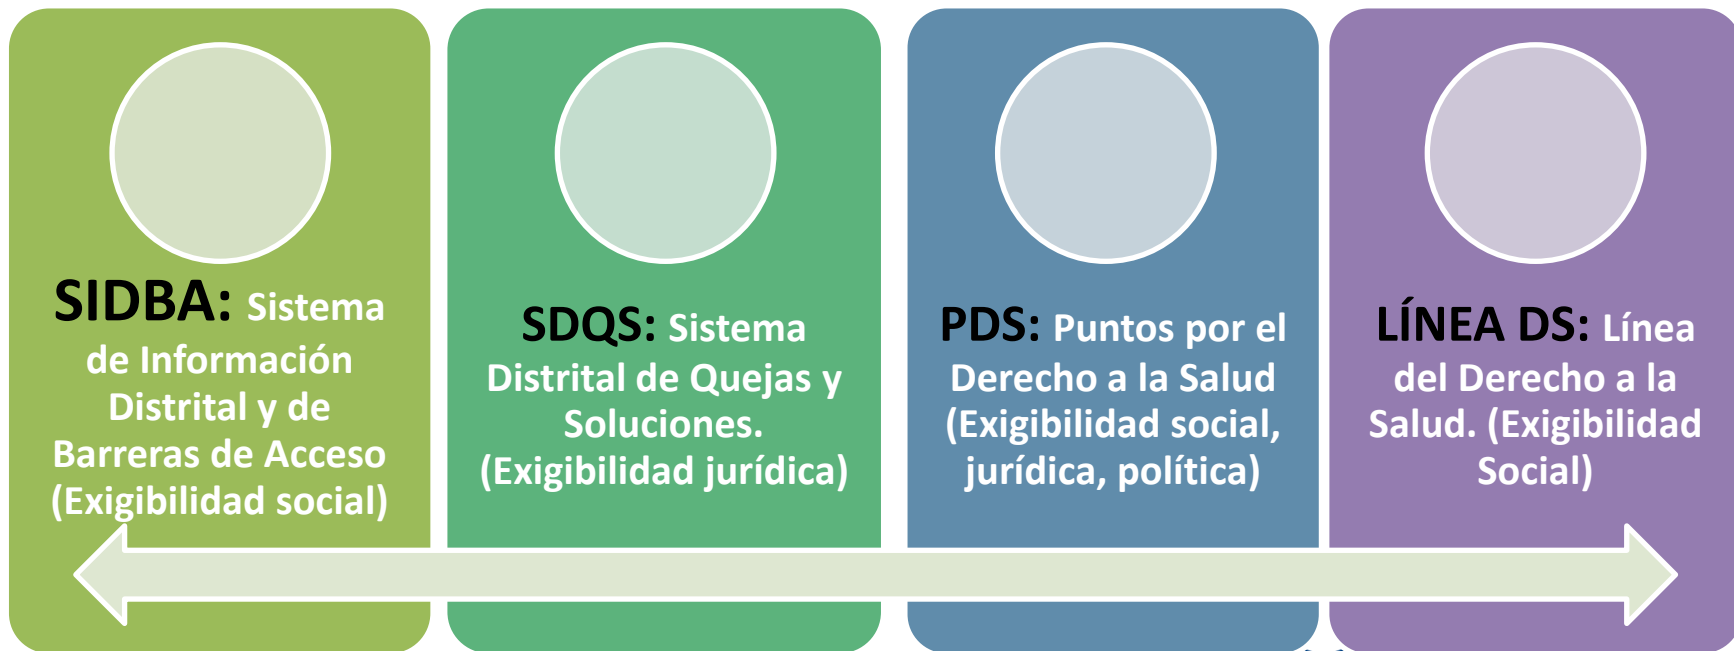 SIDBA: Sistema
de Información
Distrital y de
Barreras de Acceso
(Exigibilidad social)
SDQS: Sistema
Distrital de Quejas y
Soluciones.
(Exigibilidad jurídica)
PDS: Puntos por el
Derecho a la Salud
(Exigibilidad social,
jurídica, política)
LÍNEA DS: Línea
del Derecho a la
Salud. (Exigibilidad
Social)